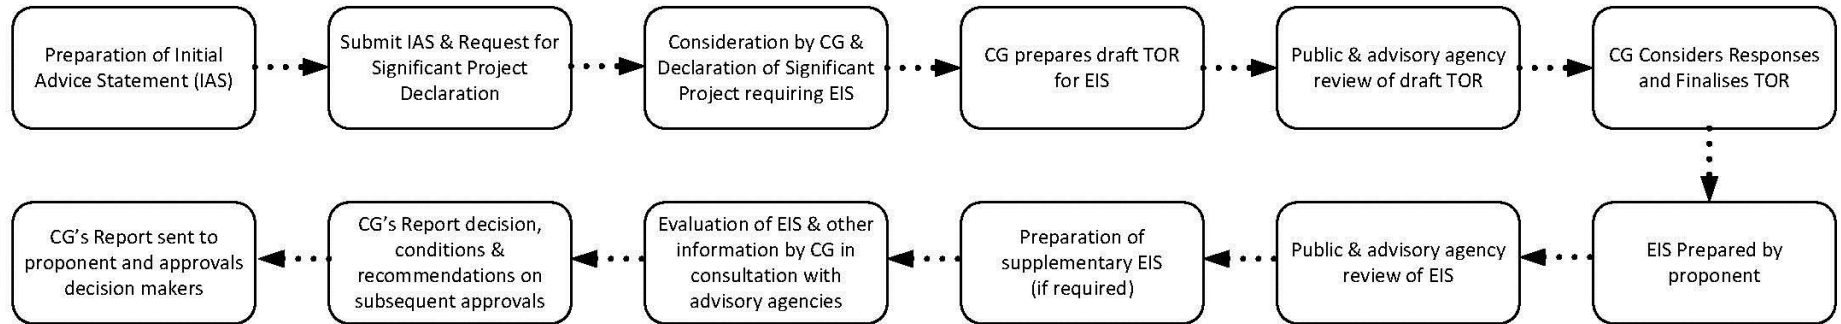 Preparation of Initial
Advice Statement (IAS)
Submit IAS & Request for
Significant Project
Declaration
Consideration by CG &
Declaration of Significant
Project requiring EIS
CG prepares draft TOR
for EIS
Public & advisory agency
review of draft TOR
CG Considers Responses
and Finalises TOR
EIS Prepared by
proponent
Public & advisory agency
review of EIS
Preparation of
supplementary EIS
(if required)
Evaluation of EIS & other
information by CG in
consultation with
advisory agencies
CG’s Report decision,
conditions &
recommendations on
subsequent approvals
CG’s Report sent to
proponent and approvals
decision makers